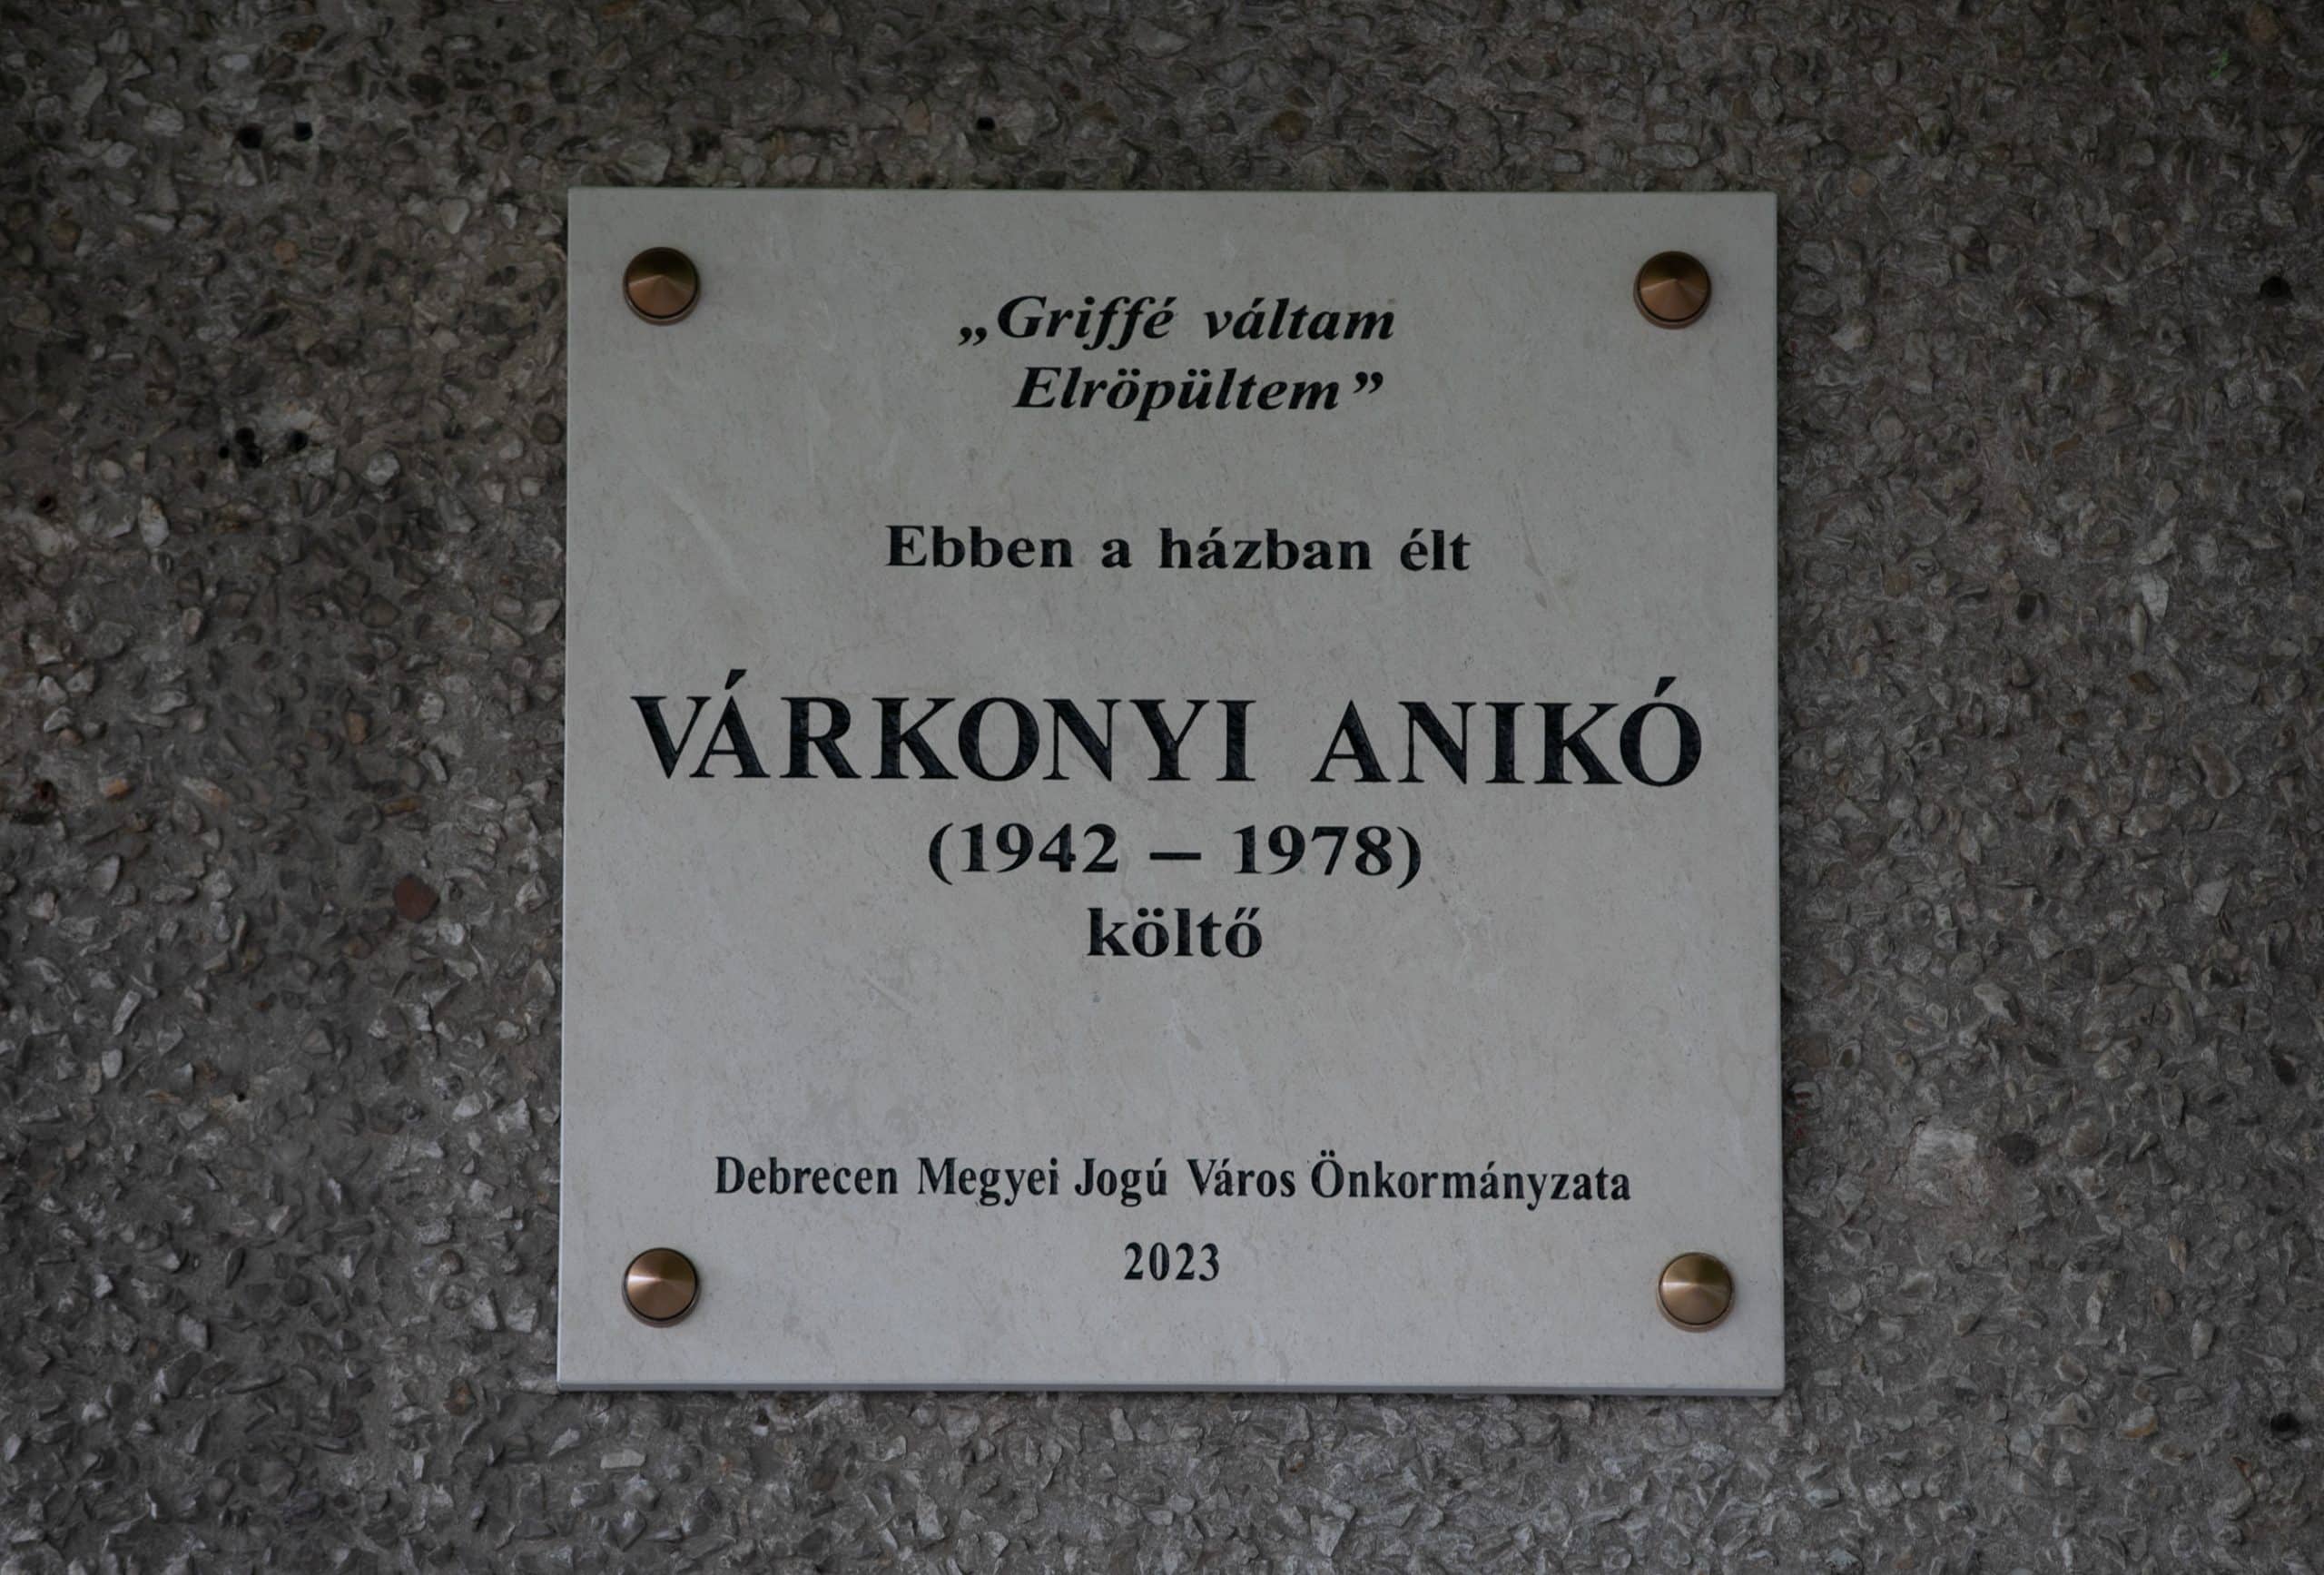 „Griffé váltam
Elröpültem”
Ebben a házban élt
VÁRKONYI ANIKÓ
(1942 – 1978)
költő
Debrecen Megyei Jogú Város Önkormányzata
2023